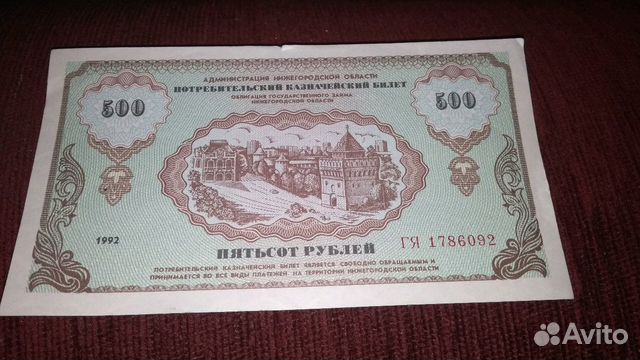 АДМИНИСТРАЦИЯ НИЖЕГОРОДСКОЙ ОБЛАСТИ
ПОТРЕБИТЕЛЬСКИЙ КАЗНАЧЕЙСКИЙ БИЛЕТ
ОБЛИГАЦИЯ ГОСУДАРСТВЕННОГО ЗАЙМА
НИЖЕГОРОДСКОЙ ОБЛАСТИ
500
500
1992
ПЯТЬСОТ РУБЛЕЙ
ГЯ 1786092
ПОТРЕБИТЕЛЬСКИЙ КАЗНАЧЕЙСКИЙ БИЛЕТ ЯВЛЯЕТСЯ СВОБОДНО ОБРАЩАЕМЫМ И
ПРИНИМАЕТСЯ ВО ВСЕ ВИДЫ ПЛАТЕЖЕЙ НА ТЕРРИТОРИИ НИЖЕГОРОДСКОЙ ОБЛАСТИ
Avito